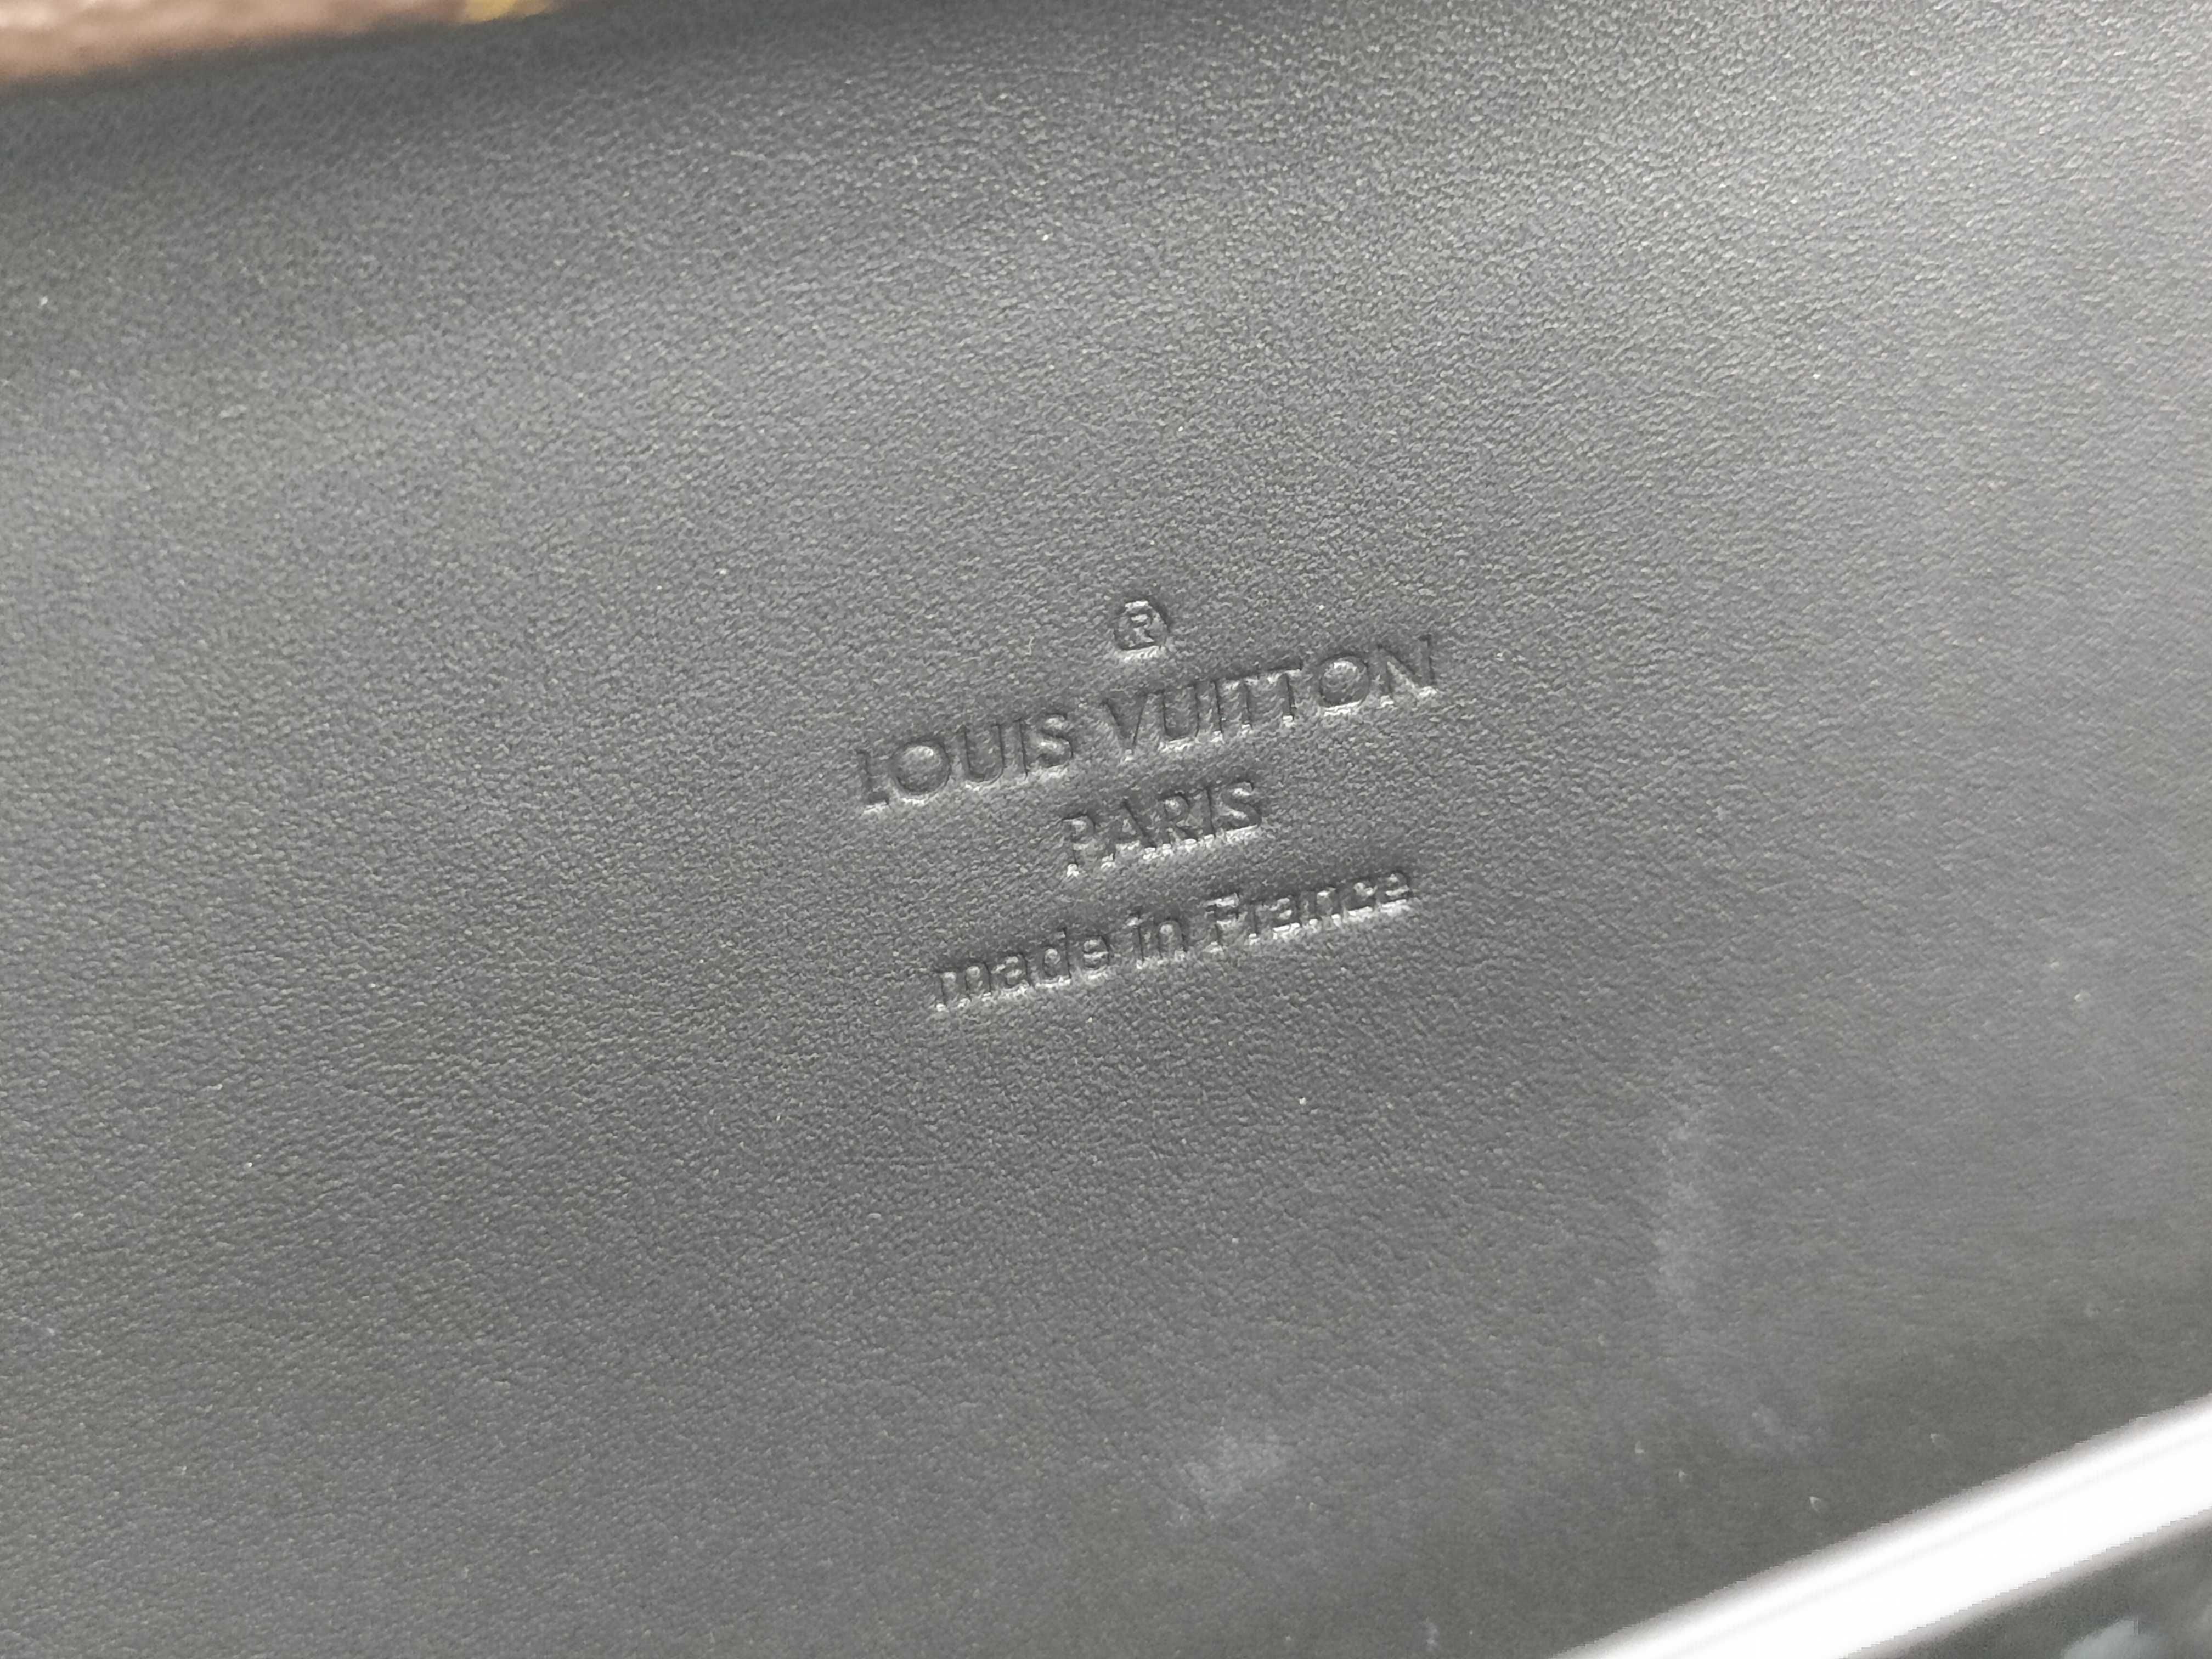 ®
LOUIS VUITTON
PARIS
made in France